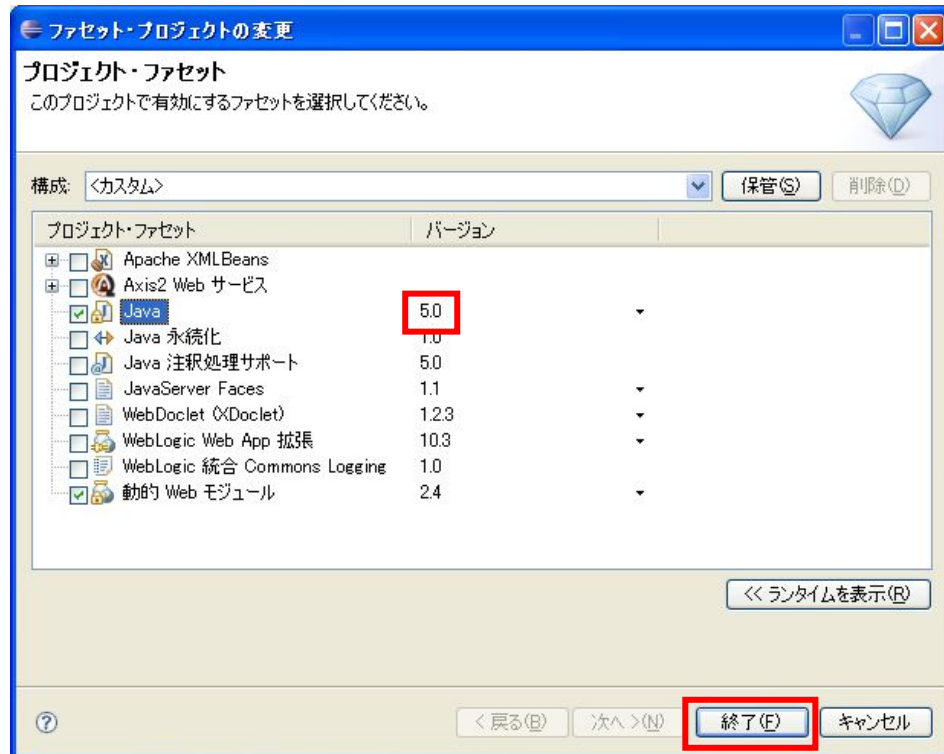 ファセット・プロジェクトの変更
プロジェクト・ファセット
このプロジェクトで有効にするファセットを選択してください。
構成: <カスタム> 保管(S) 削除(D)
プロジェクト・ファセット バージョン
Apache XMLBeans
Axis2 Web サービス
Java 5.0
Java 永続化 1.0
Java 注釈処理サポート 5.0
JavaServer Faces 1.1
WebDoclet (XDoclet) 1.2.3
WebLogic Web App 拡張 10.3
WebLogic 統合 Commons Logging 1.0
動的 Web モジュール 2.4
<< ランタイムを表示(R)
< 戻る(B) 次へ >(N) 終了(F) キャンセル